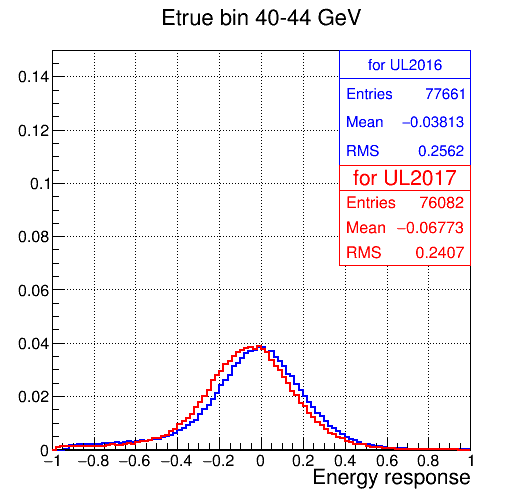 Etrue bin 40-44 GeV
for UL2016
Entries 77661
Mean −0.03813
RMS 0.2562
for UL2017
Entries 76082
Mean −0.06773
RMS 0.2407
0.14
0.12
0.1
0.08
0.06
0.04
0.02
0
−1 −0.8 −0.6 −0.4 −0.2 0 0.2 0.4 0.6 0.8 1
Energy response